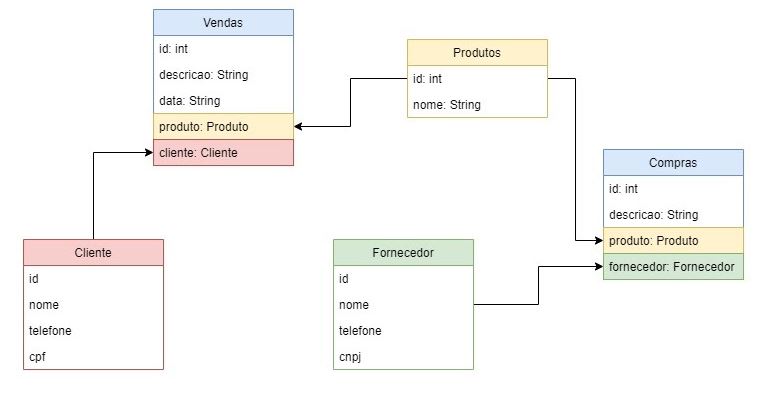 Vendas
id: int
descricao: String
data: String
produto: Produto
cliente: Cliente
Produtos
id: int
nome: String
Compras
id: int
descricao: String
produto: Produto
fornecedor: Fornecedor
Cliente
id
nome
telefone
cpf
Fornecedor
id
nome
telefone
cnpj